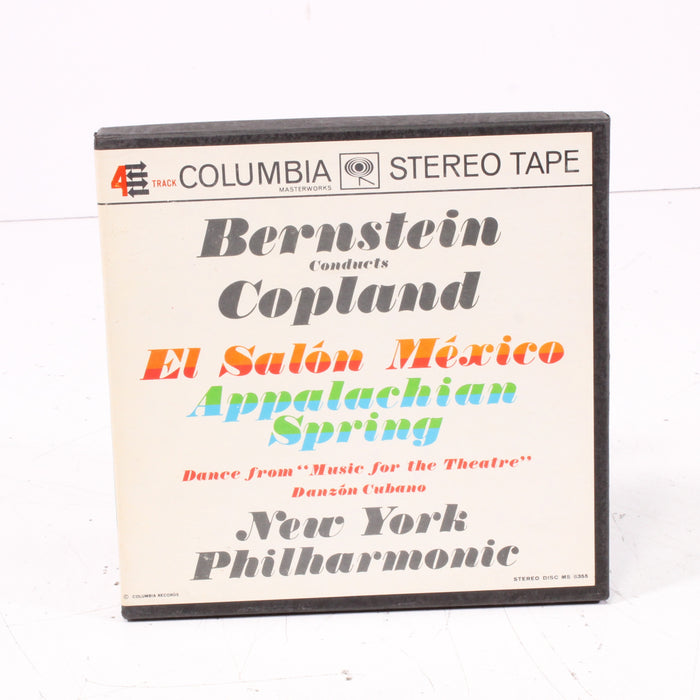 4 TRACK COLUMBIA STEREO TAPE
MASTERWORKS
Bernstein
Conducts
Copland
El Salón México
Appalachian
Spring
Dance from "Music for the Theatre"
Danzón Cubano
New York
Philharmonic
STEREO DISC MS 6355
© COLUMBIA RECORDS